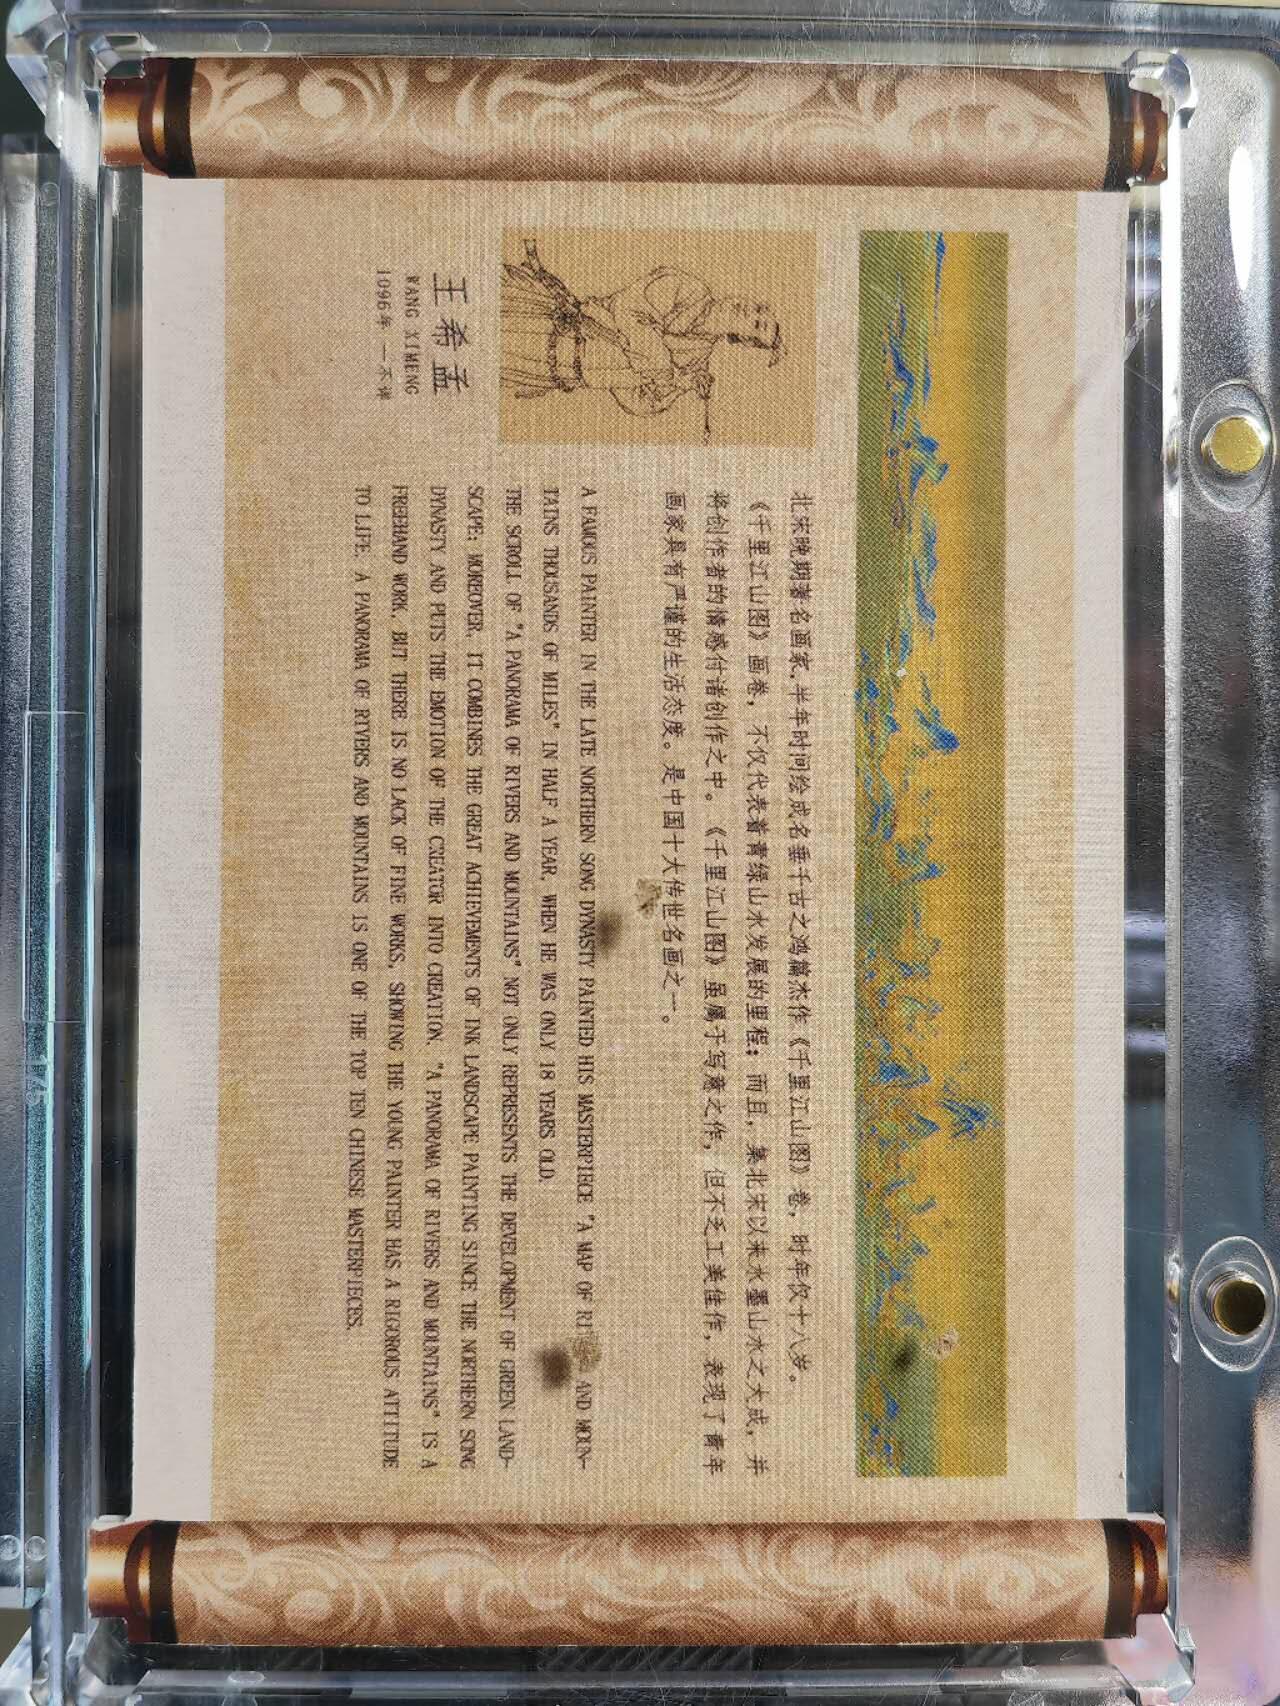 王希孟
WANG XIMENG
1096年 一不详
北宋晚期著名画家,半年时间绘成名垂千古之鸿篇杰作《千里江山图》卷,时年仅十八岁。
《千里江山图》画卷,不仅代表着青绿山水发展的里程;而且,集北宋以来水墨山水之大成,并
将创作者的情感付诸创作之中。《千里江山图》虽属于写意之作,但不乏工美佳作,表现了青年
画家具有严谨的生活态度。是中国十大传世名画之一。
A FAMOUS PAINTER IN THE LATE NORTHERN SONG DYNASTY PAINTED HIS MASTERPIECE "A MAP OF AND MOUN-
TAINS THOUSANDS OF MILES" IN HALF A YEAR, WHEN HE WAS ONLY 18 YEARS OLD.
THE SCROLL OF "A PANORAMA OF RIVERS AND MOUNTAINS" NOT ONLY REPRESENTS THE DEVELOPMENT OF GREEN LAND-
SCAPE; MOREOVER, IT COMBINES THE GREAT ACHIEVEMENTS OF INK LANDSCAPE PAINTING SINCE THE NORTHERN SONG
DYNASTY AND PUTS THE EMOTION OF THE CREATOR INTO CREATION. "A PANORAMA OF RIVERS AND MOUNTAINS" IS A
FREEHAND WORK, BUT THERE IS NO LACK OF FINE WORKS, SHOWING THE YOUNG PAINTER HAS A RIGOROUS ATTITUDE
TO LIFE. A PANORAMA OF RIVERS AND MOUNTAINS IS ONE OF THE TOP TEN CHINESE MASTERPIECES.